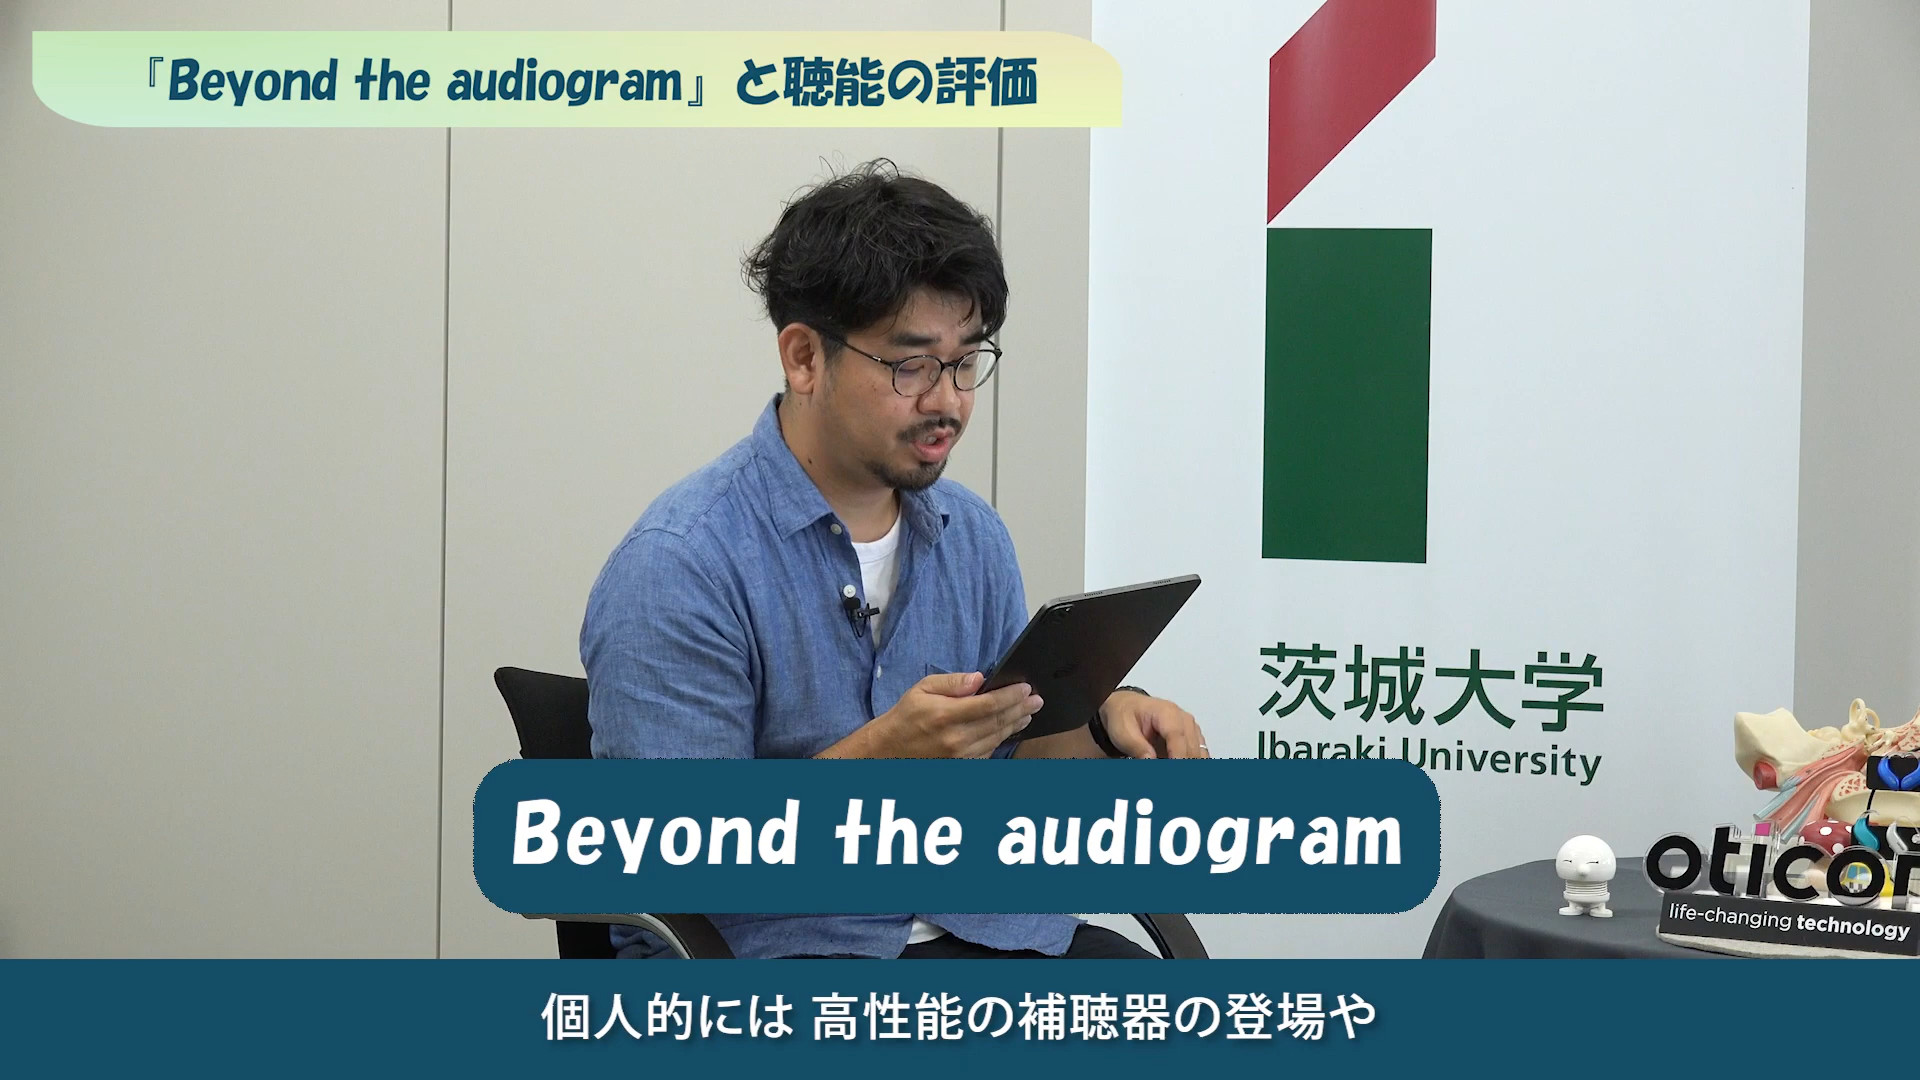 『Beyond the audiogram』と聴能の評価
茨城大学
Ibaraki University
Beyond the audiogram
oticon
life-changing technology
個人的には 高性能の補聴器の登場や